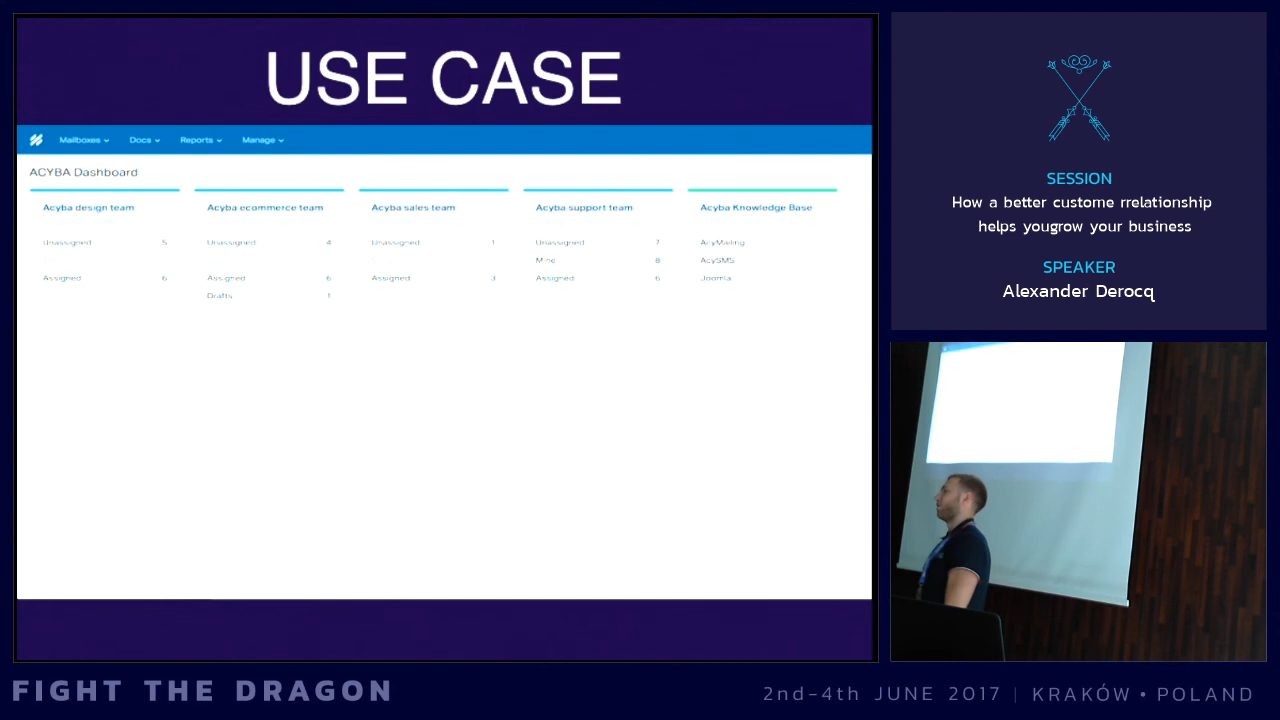 USE CASE
Mailboxes Docs Reports Manage
ACYBA Dashboard
Acyba design team
Unassigned 5
Assigned 6
Acyba ecommerce team
Unassigned 4
Assigned 6
Drafts 1
Acyba sales team
Unassigned 1
Assigned 3
Acyba support team
Unassigned 7
Mine 8
Assigned 6
Acyba Knowledge Base
AcyMailing
AcySMS
Joomla
SESSION
How a better custome rrelationship
helps yougrow your business
SPEAKER
Alexander Derocq
FIGHT THE DRAGON
2nd-4th JUNE 2017 | KRAKÓW • POLAND